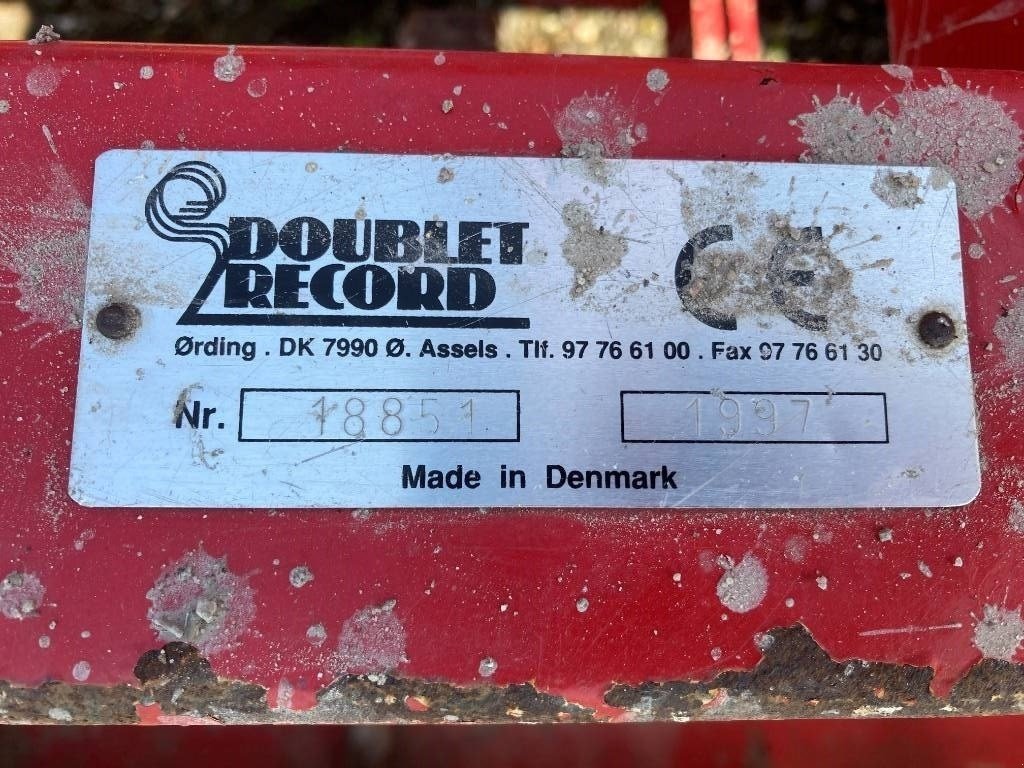 DOUBLET
RECORD
CE
Ørding . DK 7990 Ø. Assels . Tlf. 97 76 61 00 . Fax 97 76 61 30
Nr. 18851 1997
Made in Denmark